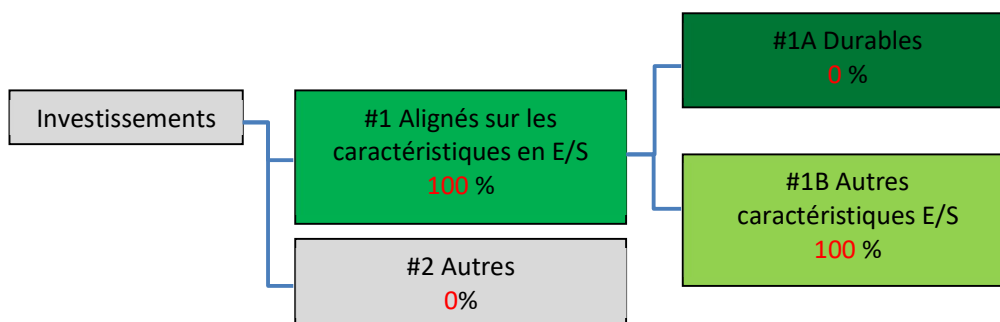 Investissements
#1 Alignés sur les
caractéristiques en E/S
100 %
#2 Autres
0%
#1A Durables
0 %
#1B Autres
caractéristiques E/S
100 %